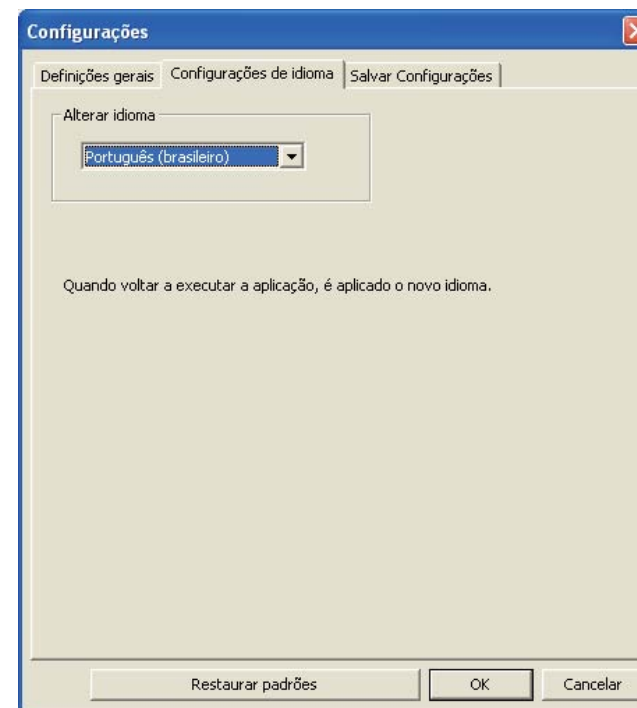 Configurações
Definições gerais Configurações de idioma Salvar Configurações
Alterar idioma
Português (brasileiro)
Quando voltar a executar a aplicação, é aplicado o novo idioma.
Restaurar padrões OK Cancelar